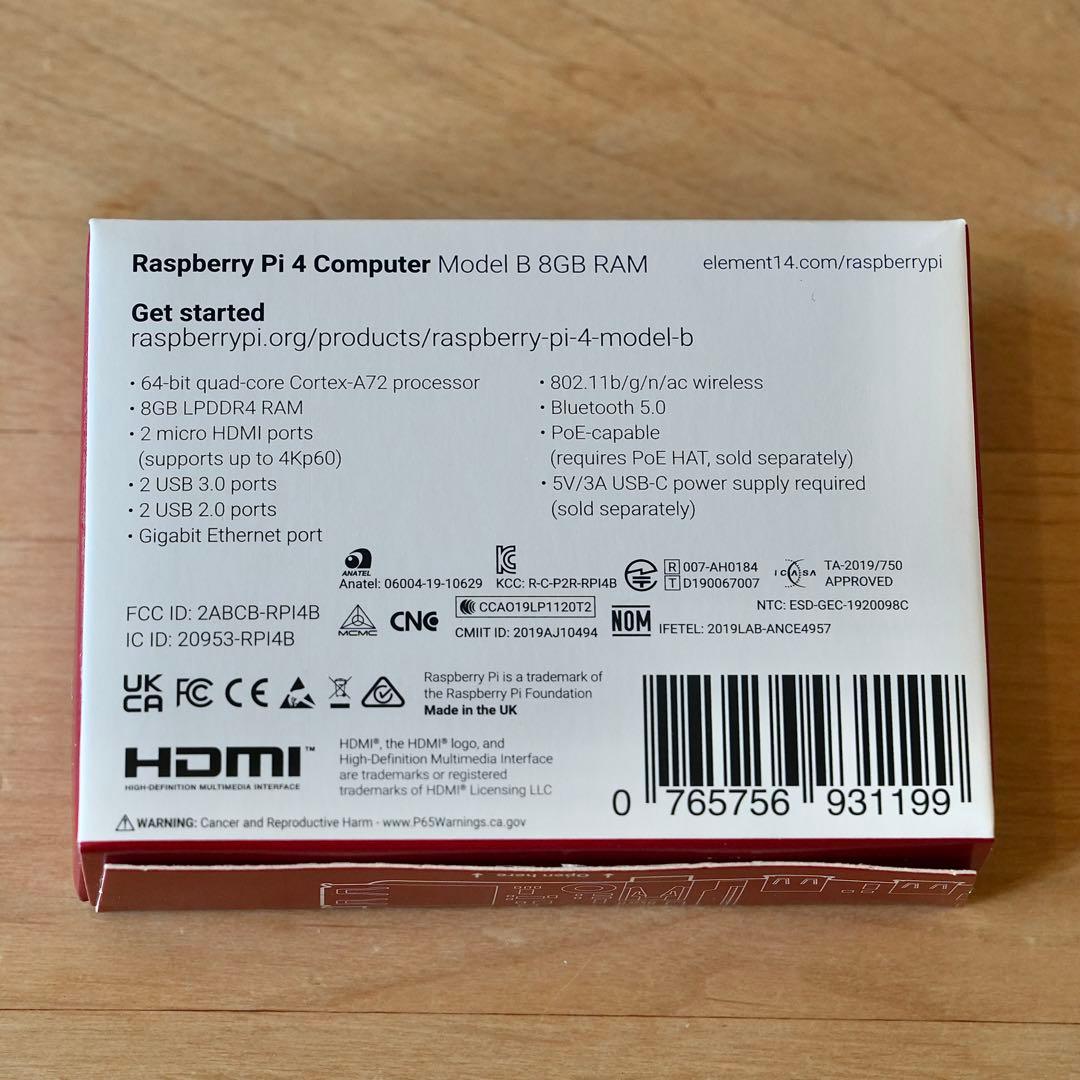 Raspberry Pi 4 Computer Model B 8GB RAM
element14.com/raspberrypi
Get started
raspberrypi.org/products/raspberry-pi-4-model-b
• 64-bit quad-core Cortex-A72 processor
• 8GB LPDDR4 RAM
• 2 micro HDMI ports
(supports up to 4Kp60)
• 2 USB 3.0 ports
• 2 USB 2.0 ports
• Gigabit Ethernet port
• 802.11b/g/n/ac wireless
• Bluetooth 5.0
• PoE-capable
(requires PoE HAT, sold separately)
• 5V/3A USB-C power supply required
(sold separately)
ANATEL
Anatel: 06004-19-10629
KCC: R-C-P2R-RPI4B
R 007-AH0184
T D190067007
ICASA
TA-2019/750
APPROVED
FCC ID: 2ABCB-RPI4B
IC ID: 20953-RPI4B
MCMC
CNC
CCAO19LP1120T2
CMIIT ID: 2019AJ10494
NOM
NTC: ESD-GEC-1920098C
IFETEL: 2019LAB-ANCE4957
UK
CA
FC
CE
Raspberry Pi is a trademark of
the Raspberry Pi Foundation
Made in the UK
HDMI™
HIGH-DEFINITION MULTIMEDIA INTERFACE
HDMI®, the HDMI® logo, and
High-Definition Multimedia Interface
are trademarks or registered
trademarks of HDMI® Licensing LLC
0 765756 931199
WARNING: Cancer and Reproductive Harm - www.P65Warnings.ca.gov
Open here